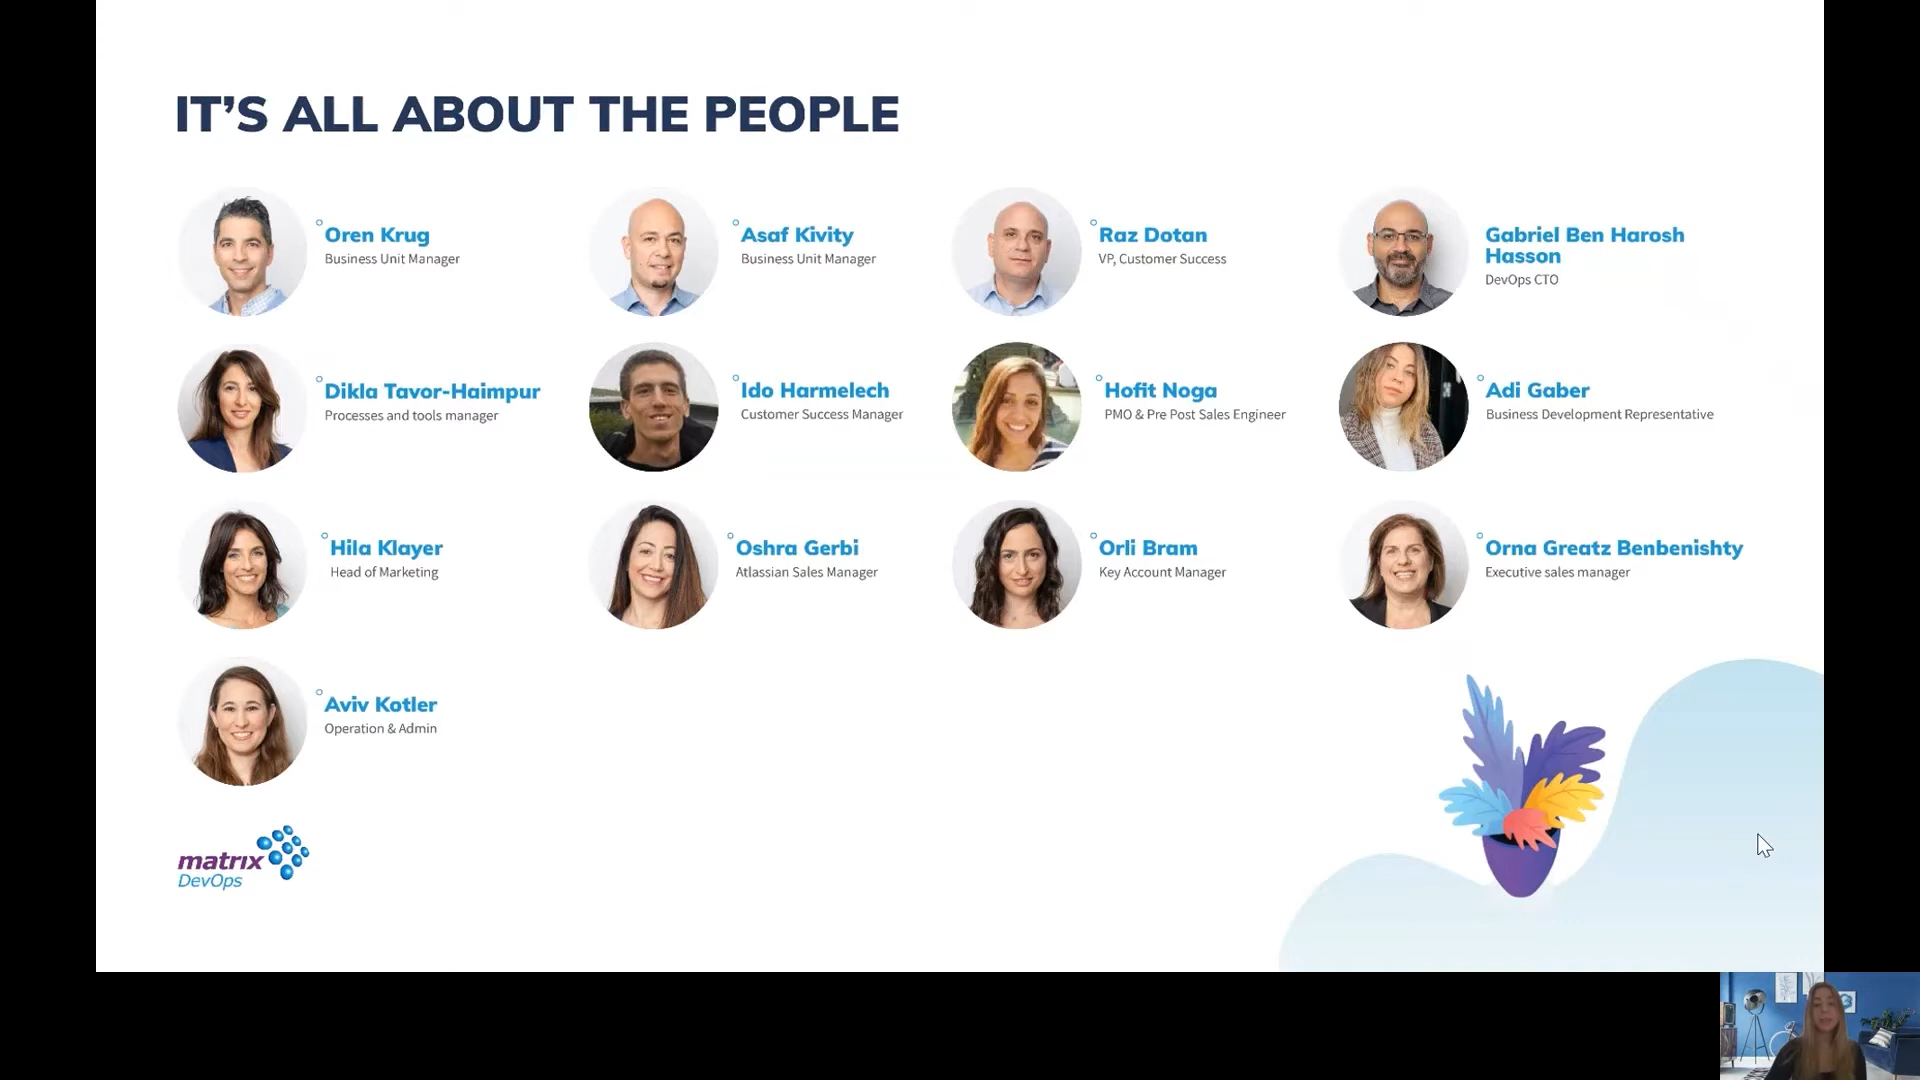 IT'S ALL ABOUT THE PEOPLE
Oren Krug
Business Unit Manager
Asaf Kivity
Business Unit Manager
Raz Dotan
VP, Customer Success
Gabriel Ben Harosh
Hasson
DevOps CTO
Dikla Tavor-Haimpur
Processes and tools manager
Ido Harmelech
Customer Success Manager
Hofit Noga
PMO & Pre Post Sales Engineer
Adi Gaber
Business Development Representative
Hila Klayer
Head of Marketing
Oshra Gerbi
Atlassian Sales Manager
Orli Bram
Key Account Manager
Orna Greatz Benbenishty
Executive sales manager
Aviv Kotler
Operation & Admin
matrix
DevOps